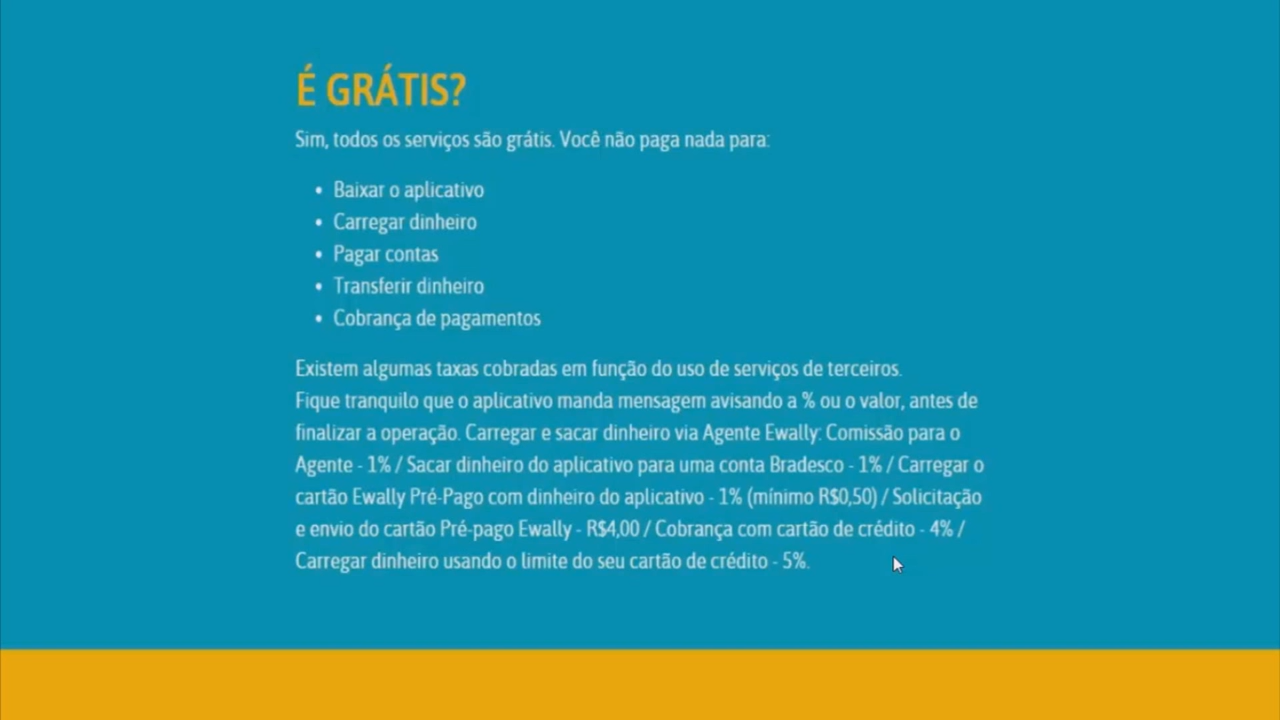 É GRÁTIS?
Sim, todos os serviços são grátis. Você não paga nada para:
• Baixar o aplicativo
• Carregar dinheiro
• Pagar contas
• Transferir dinheiro
• Cobrança de pagamentos
Existem algumas taxas cobradas em função do uso de serviços de terceiros.
Fique tranquilo que o aplicativo manda mensagem avisando a % ou o valor, antes de
finalizar a operação. Carregar e sacar dinheiro via Agente Ewally: Comissão para o
Agente - 1% / Sacar dinheiro do aplicativo para uma conta Bradesco - 1% / Carregar o
cartão Ewally Pré-Pago com dinheiro do aplicativo - 1% (mínimo R$0,50) / Solicitação
e envio do cartão Pré-pago Ewally - R$4,00 / Cobrança com cartão de crédito - 4% /
Carregar dinheiro usando o limite do seu cartão de crédito - 5%.